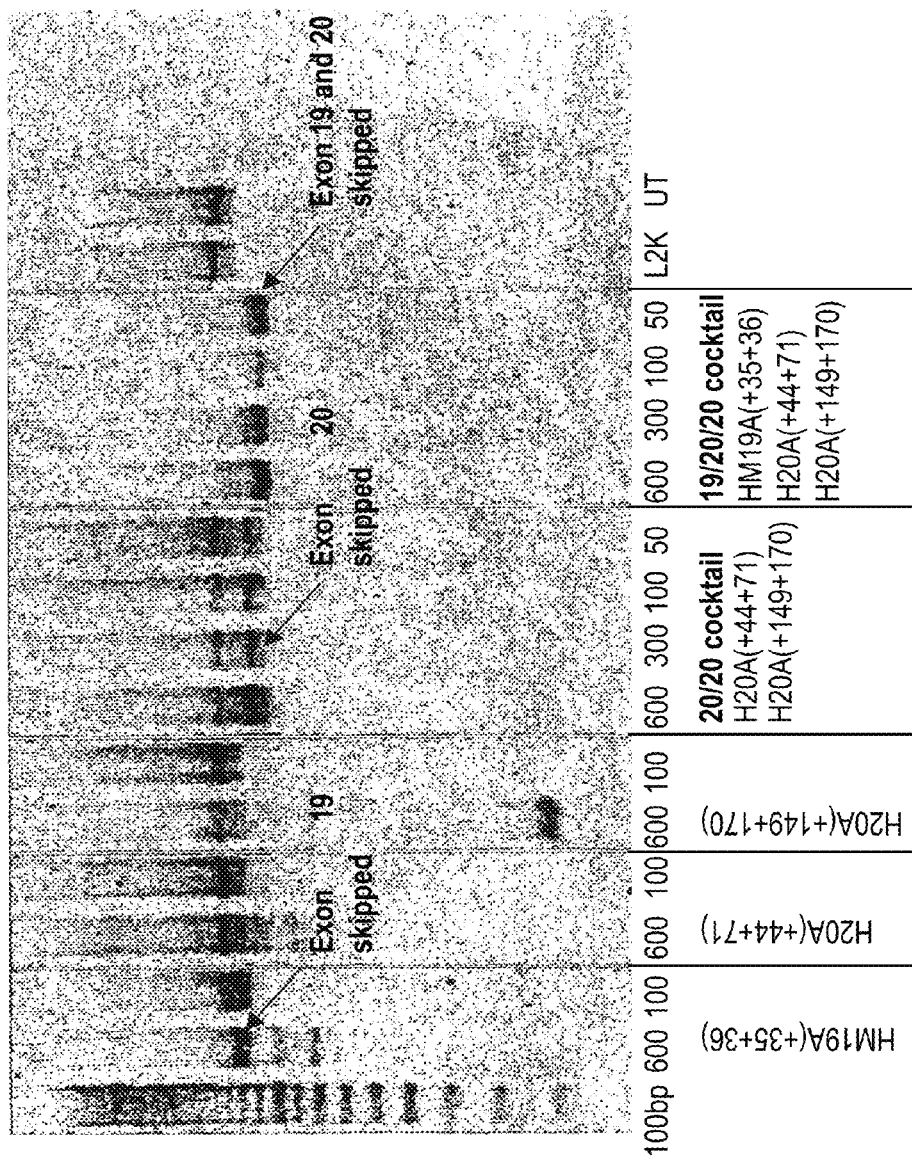 Exon 19
skipped
Exon 20
skipped
Exon 19 and 20
skipped
100bp 600 100 600 100 600 100 600 300 100 50 600 300 100 50 L2K UT
HM19A(+35+36)
H20A(+44+71)
H20A(+149+170)
20/20 cocktail
H20A(+44+71)
H20A(+149+170)
19/20/20 cocktail
HM19A(+35+36)
H20A(+44+71)
H20A(+149+170)